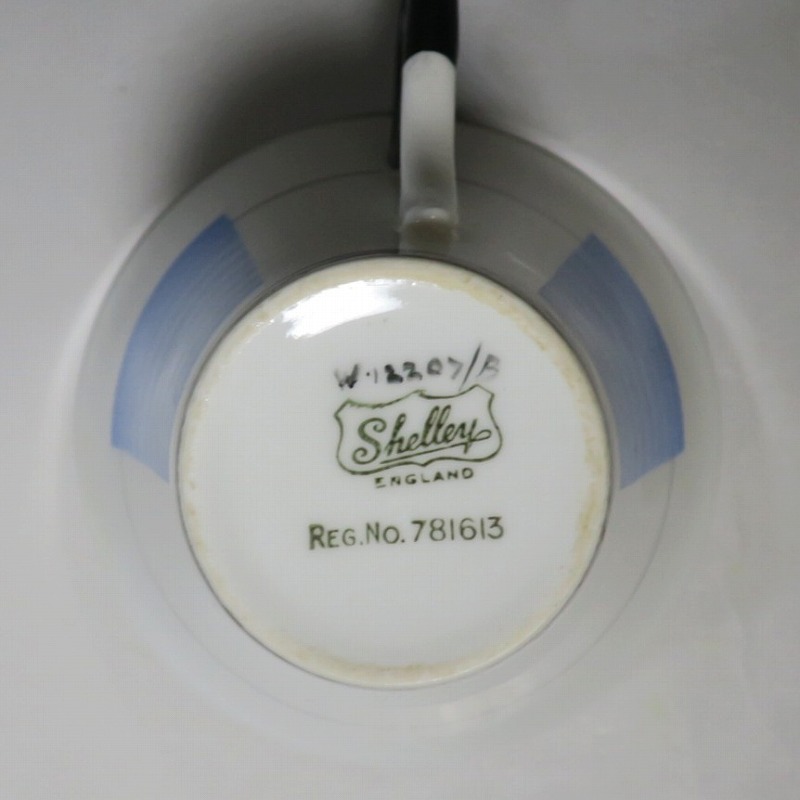 W.12207/B
Shelley
ENGLAND
REG.NO.781613